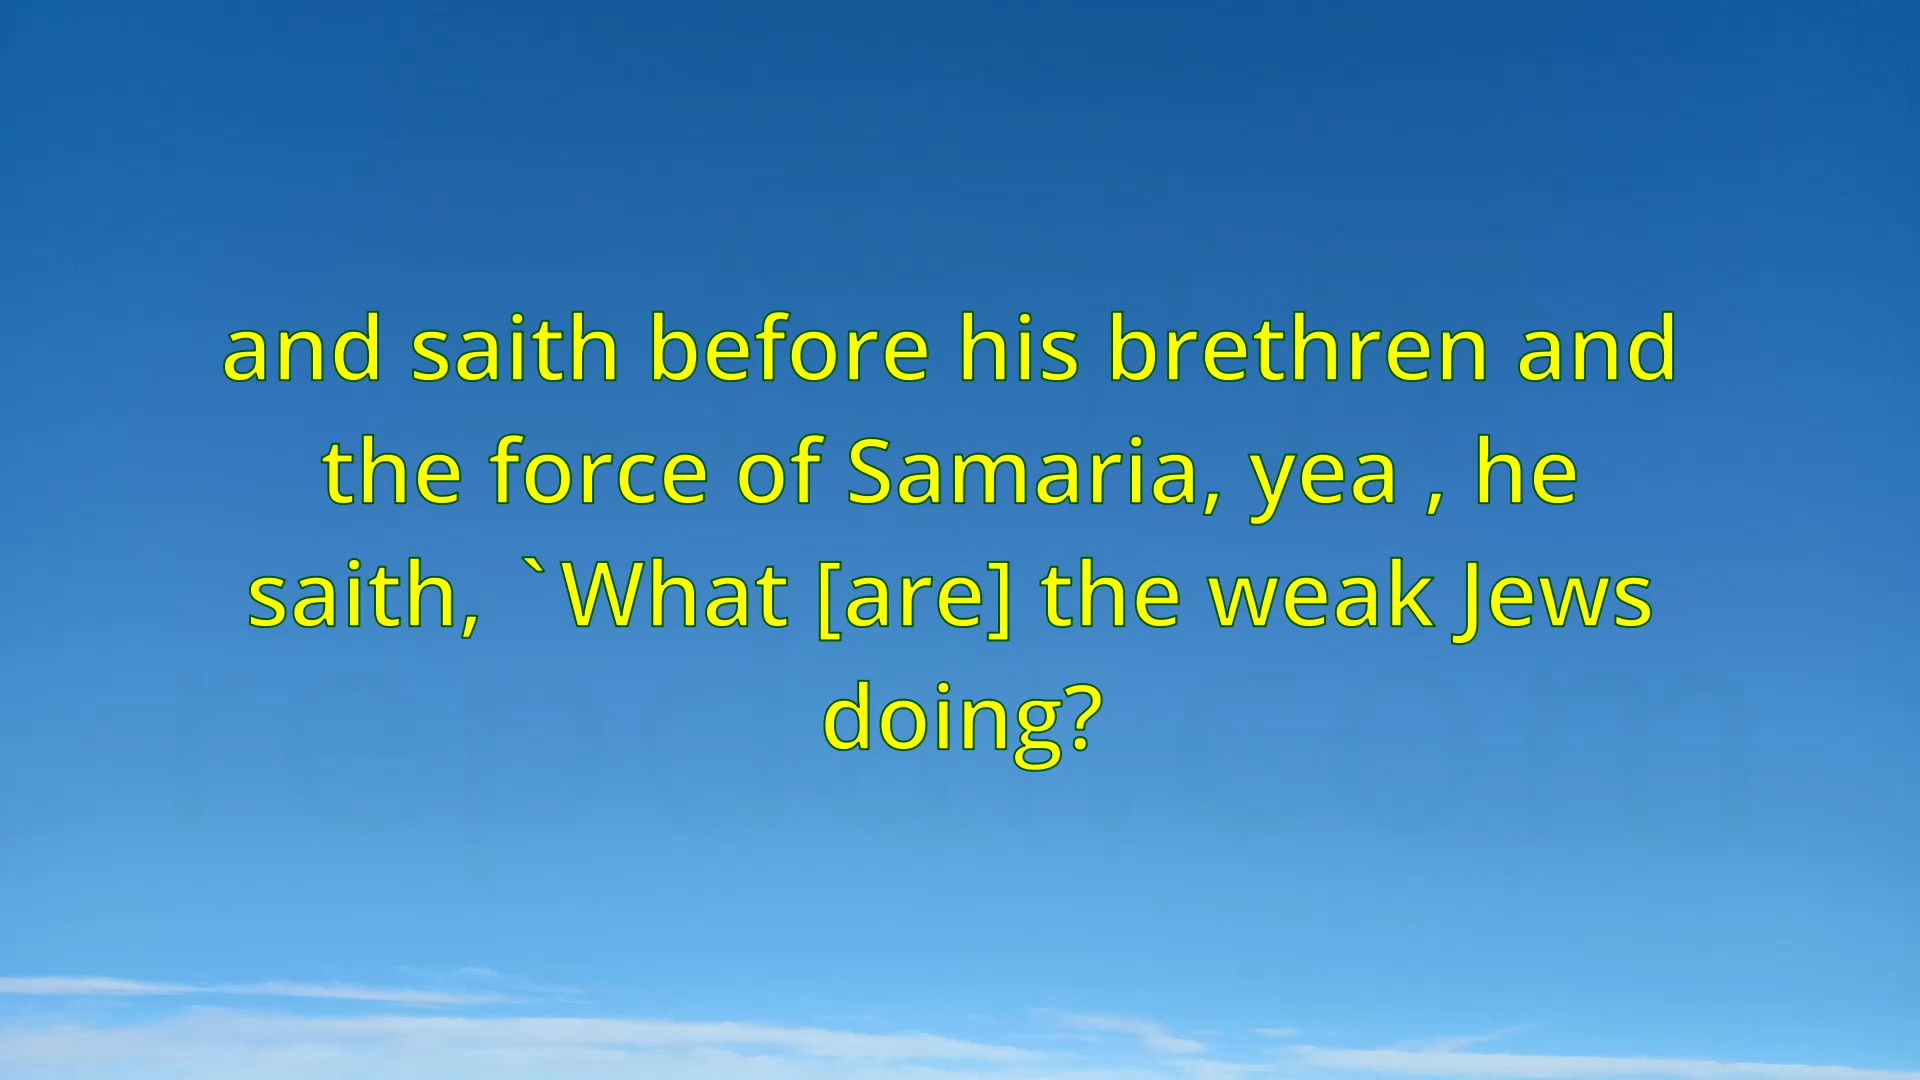 and saith before his brethren and
the force of Samaria, yea , he
saith, `What [are] the weak Jews
doing?